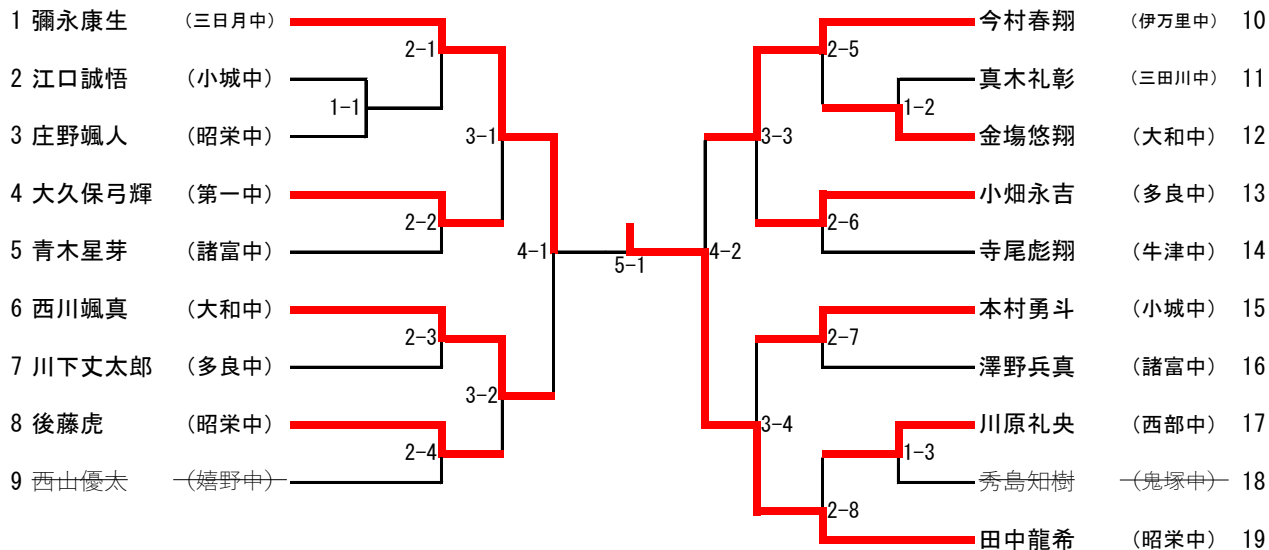 1 彌永康生 (三日月中)
2 江口誠悟 (小城中)
3 庄野颯人 (昭栄中)
4 大久保弓輝 (第一中)
5 青木星芽 (諸富中)
6 西川颯真 (大和中)
7 川下丈太郎 (多良中)
8 後藤虎 (昭栄中)
9 西山優太 (嬉野中)
2-1
1-1
3-1
2-2
4-1
2-3
3-2
2-4
5-1
2-5
1-2
3-3
2-6
4-2
2-7
3-4
1-3
2-8
今村春翔 (伊万里中) 10
真木礼彰 (三田川中) 11
金塲悠翔 (大和中) 12
小畑永吉 (多良中) 13
寺尾彪翔 (牛津中) 14
本村勇斗 (小城中) 15
澤野兵真 (諸富中) 16
川原礼央 (西部中) 17
秀島知樹 (鬼塚中) 18
田中龍希 (昭栄中) 19